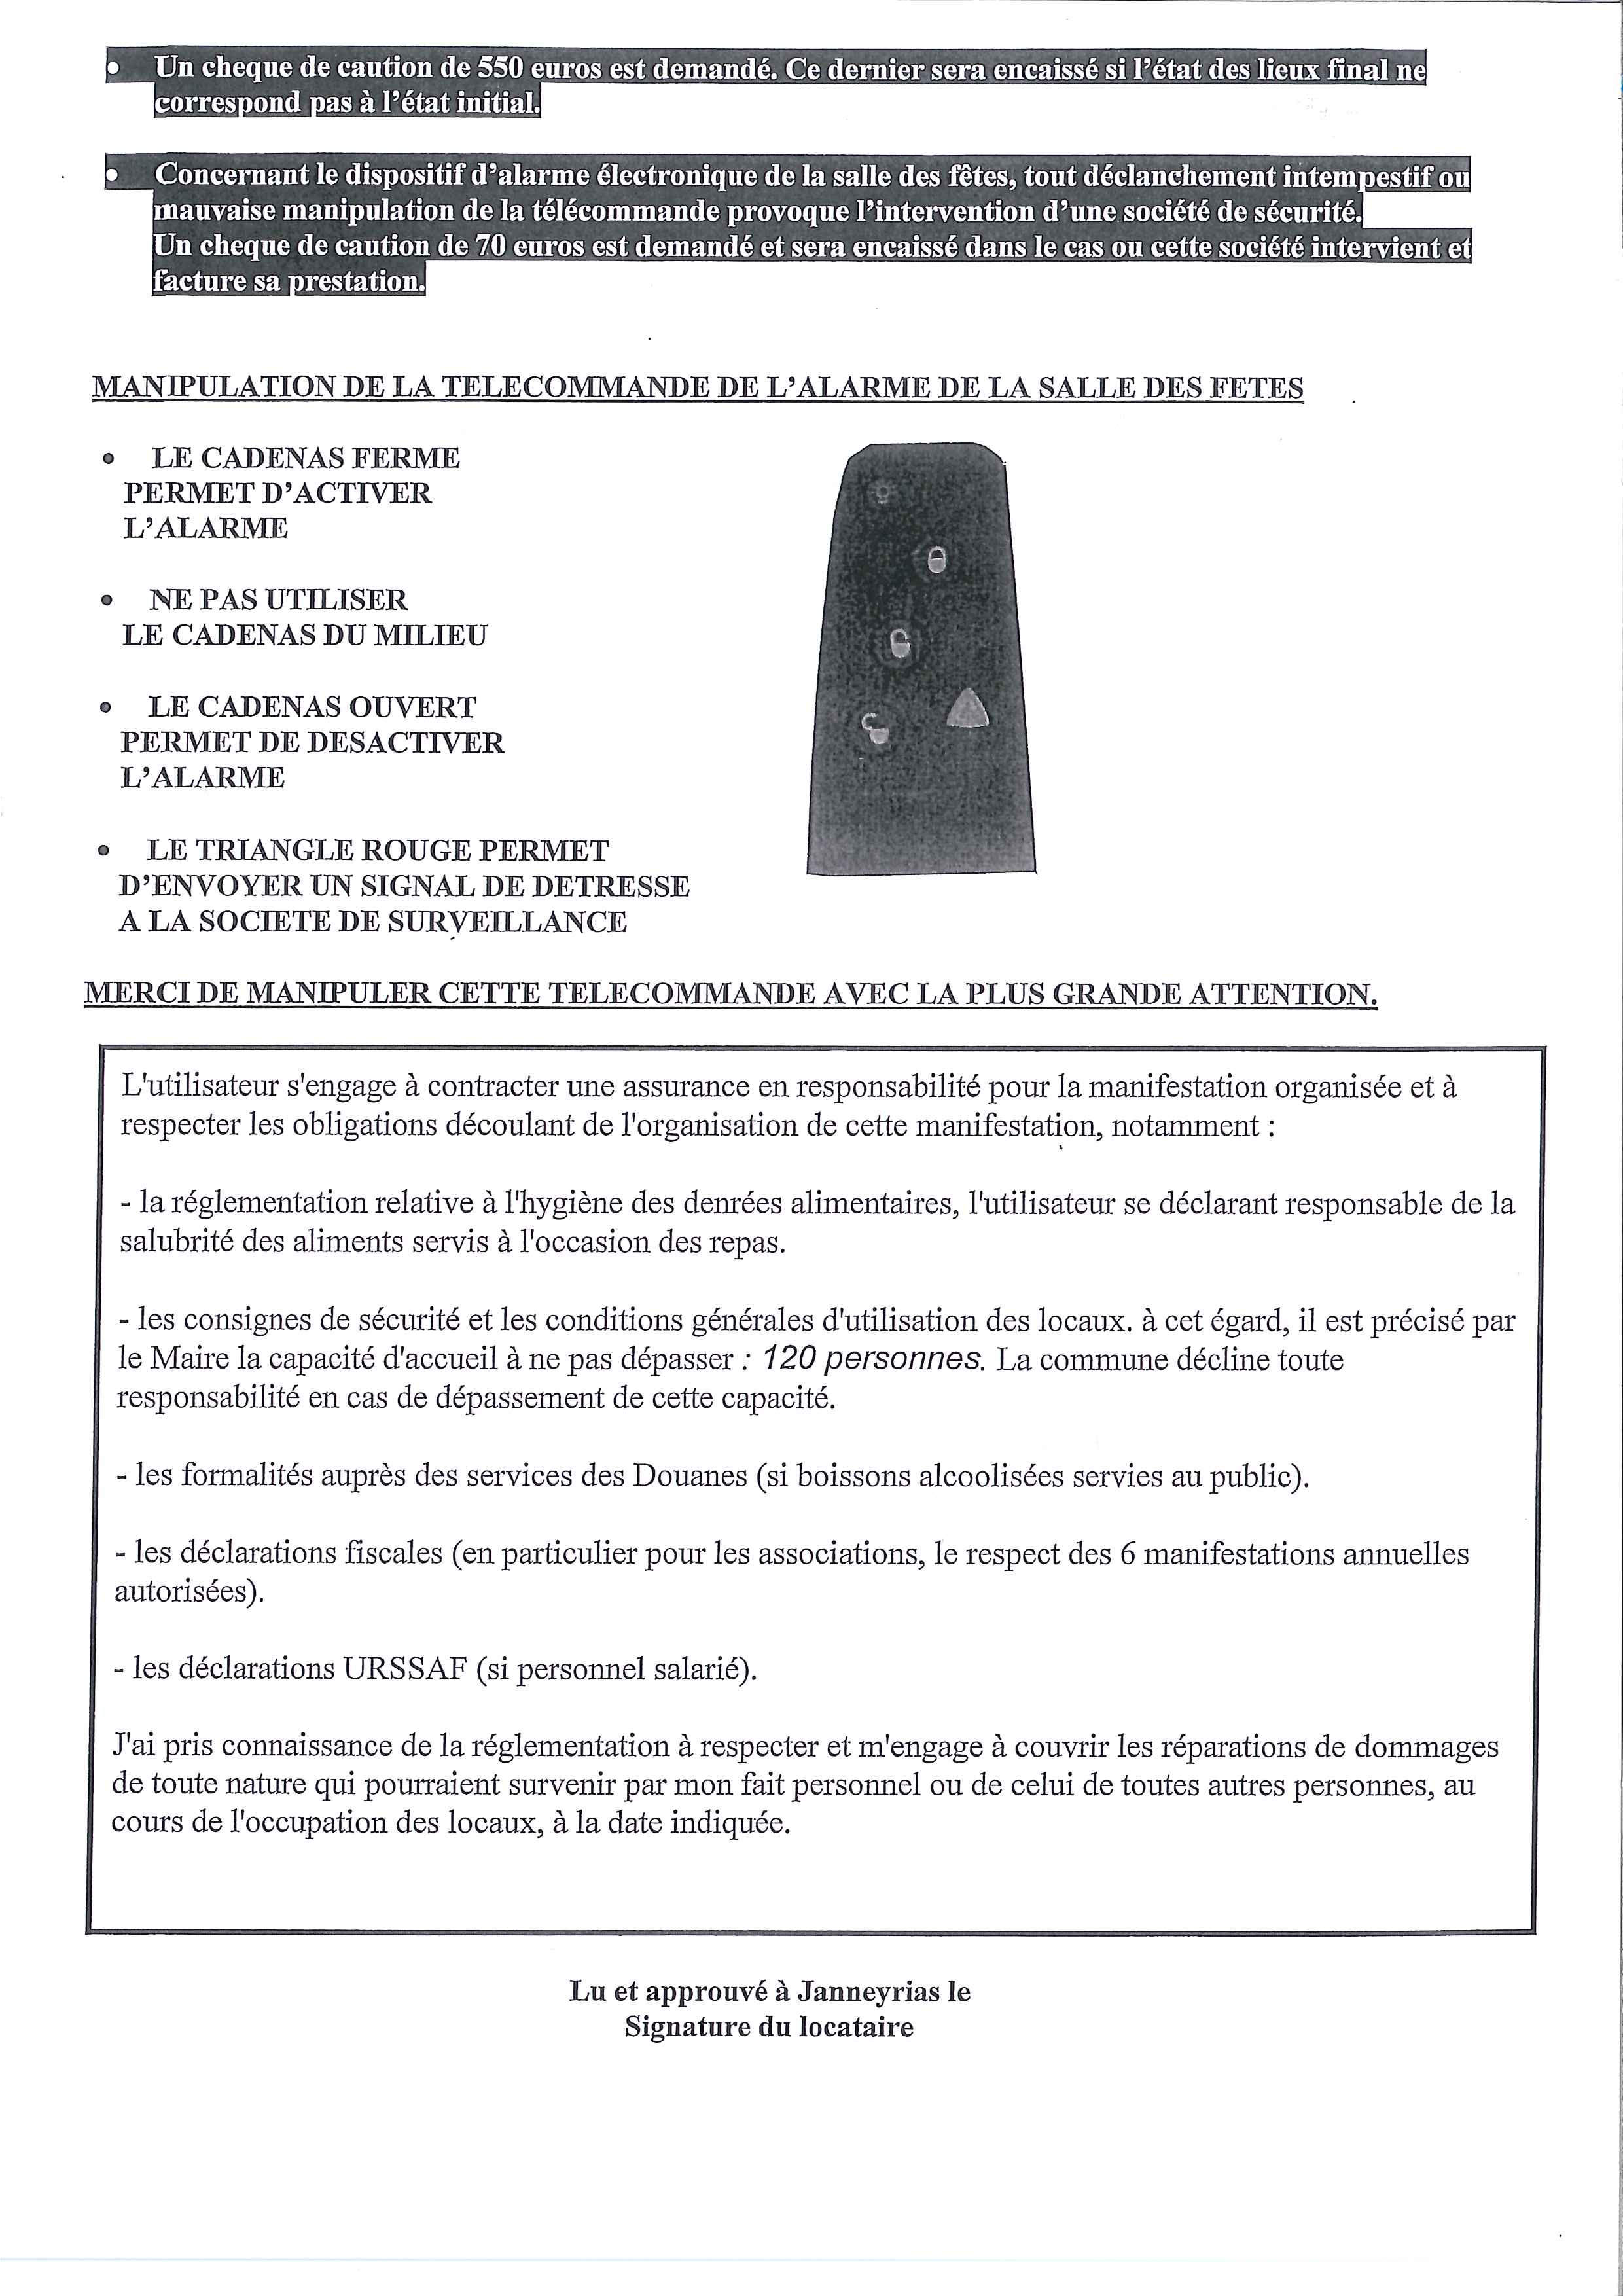 • Un cheque de caution de 550 euros est demandé. Ce dernier sera encaissé si l'état des lieux final ne
correspond pas à l'état initial.
• Concernant le dispositif d'alarme électronique de la salle des fêtes, tout déclanchement intempestif ou
mauvaise manipulation de la télécommande provoque l'intervention d'une société de sécurité.
Un cheque de caution de 70 euros est demandé et sera encaissé dans le cas ou cette société intervient et
facture sa prestation.
MANIPULATION DE LA TELECOMMANDE DE L'ALARME DE LA SALLE DES FETES
• LE CADENAS FERME
PERMET D'ACTIVER
L'ALARME
• NE PAS UTILISER
LE CADENAS DU MILIEU
• LE CADENAS OUVERT
PERMET DE DESACTIVER
L'ALARME
• LE TRIANGLE ROUGE PERMET
D'ENVOYER UN SIGNAL DE DETRESSE
A LA SOCIETE DE SURVEILLANCE
MERCI DE MANIPULER CETTE TELECOMMANDE AVEC LA PLUS GRANDE ATTENTION.
L'utilisateur s'engage à contracter une assurance en responsabilité pour la manifestation organisée et à
respecter les obligations découlant de l'organisation de cette manifestation, notamment :
- la réglementation relative à l'hygiène des denrées alimentaires, l'utilisateur se déclarant responsable de la
salubrité des aliments servis à l'occasion des repas.
- les consignes de sécurité et les conditions générales d'utilisation des locaux. à cet égard, il est précisé par
le Maire la capacité d'accueil à ne pas dépasser : 120 personnes. La commune décline toute
responsabilité en cas de dépassement de cette capacité.
- les formalités auprès des services des Douanes (si boissons alcoolisées servies au public).
- les déclarations fiscales (en particulier pour les associations, le respect des 6 manifestations annuelles
autorisées).
- les déclarations URSSAF (si personnel salarié).
J'ai pris connaissance de la réglementation à respecter et m'engage à couvrir les réparations de dommages
de toute nature qui pourraient survenir par mon fait personnel ou de celui de toutes autres personnes, au
cours de l'occupation des locaux, à la date indiquée.
Lu et approuvé à Janneyrias le
Signature du locataire